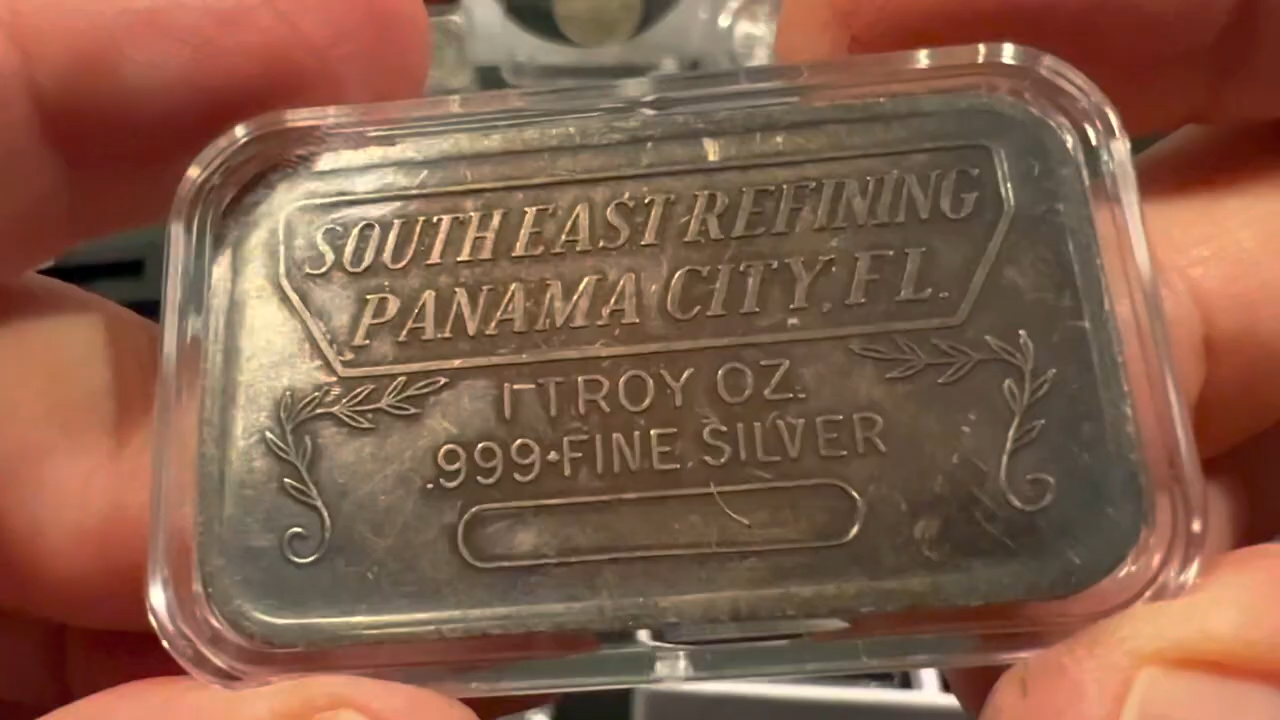 SOUTH EAST REFINING
PANAMA CITY, FL.
1 TROY OZ.
.999 FINE SILVER